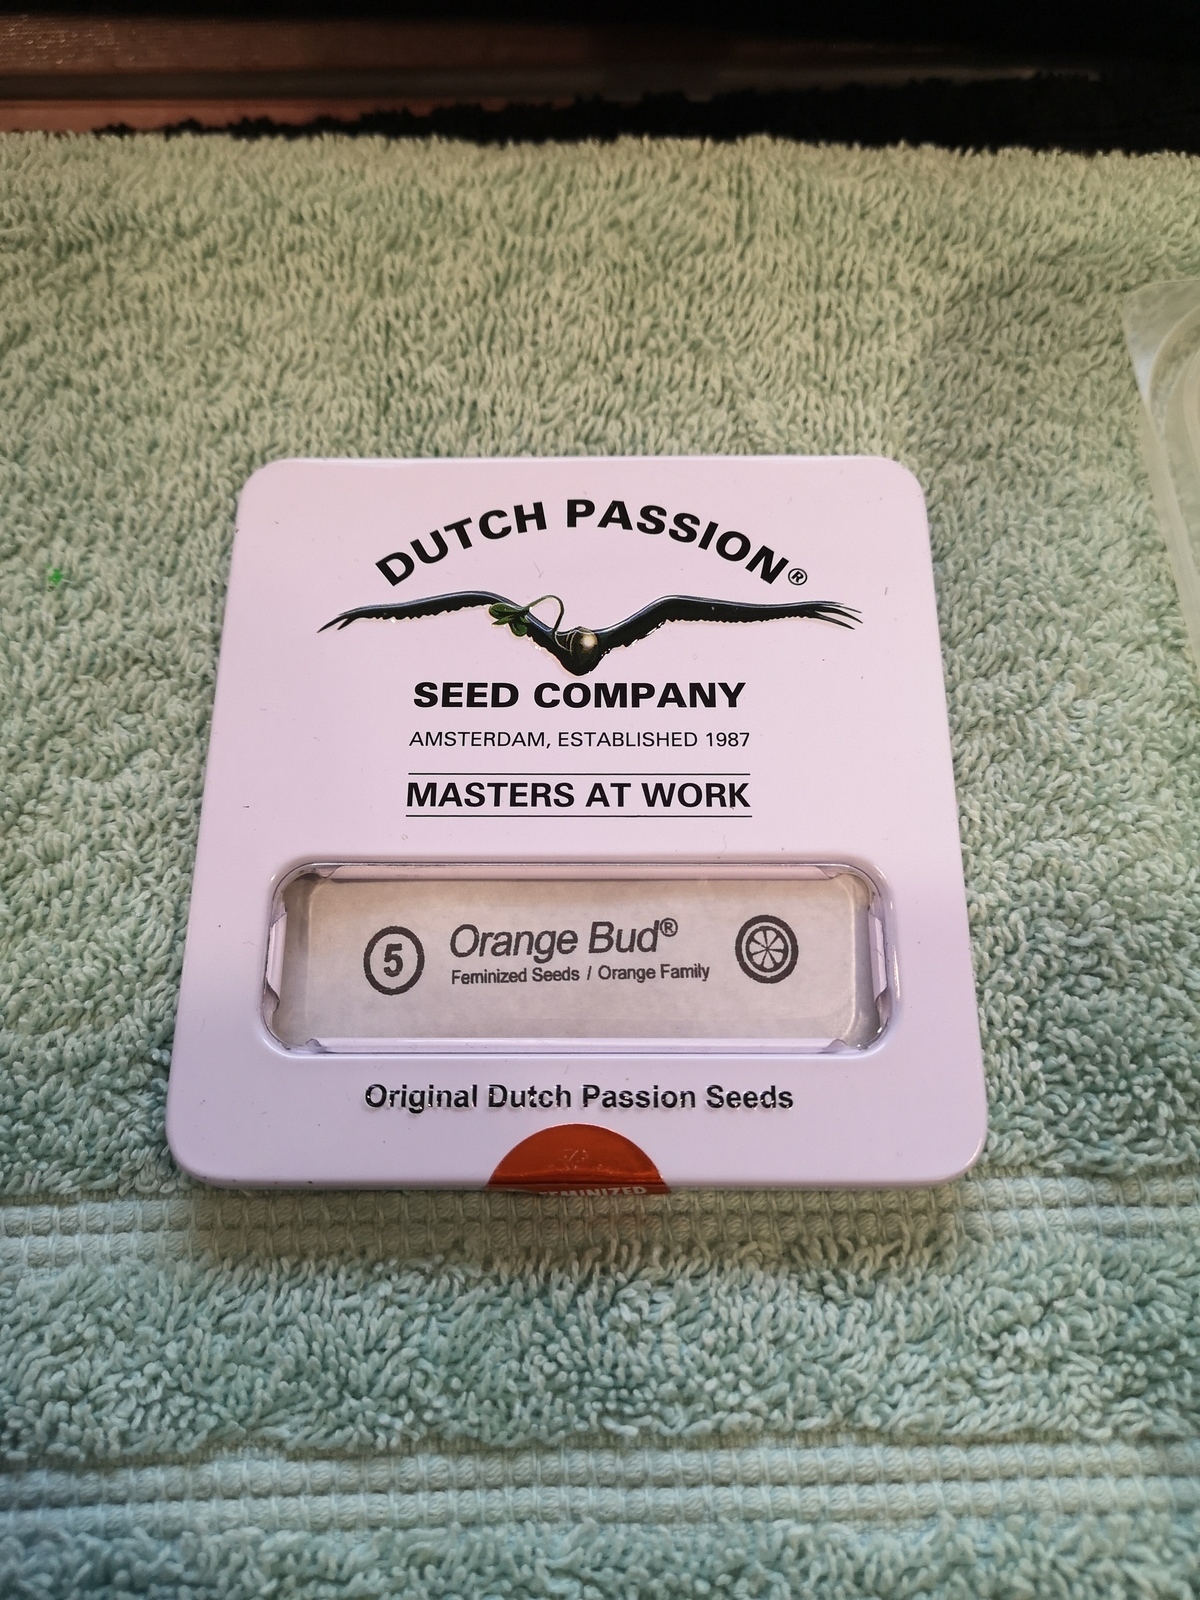 DUTCH PASSION®
SEED COMPANY
AMSTERDAM, ESTABLISHED 1987
MASTERS AT WORK
5 Orange Bud®
Feminized Seeds / Orange Family
Original Dutch Passion Seeds
FEMINIZED